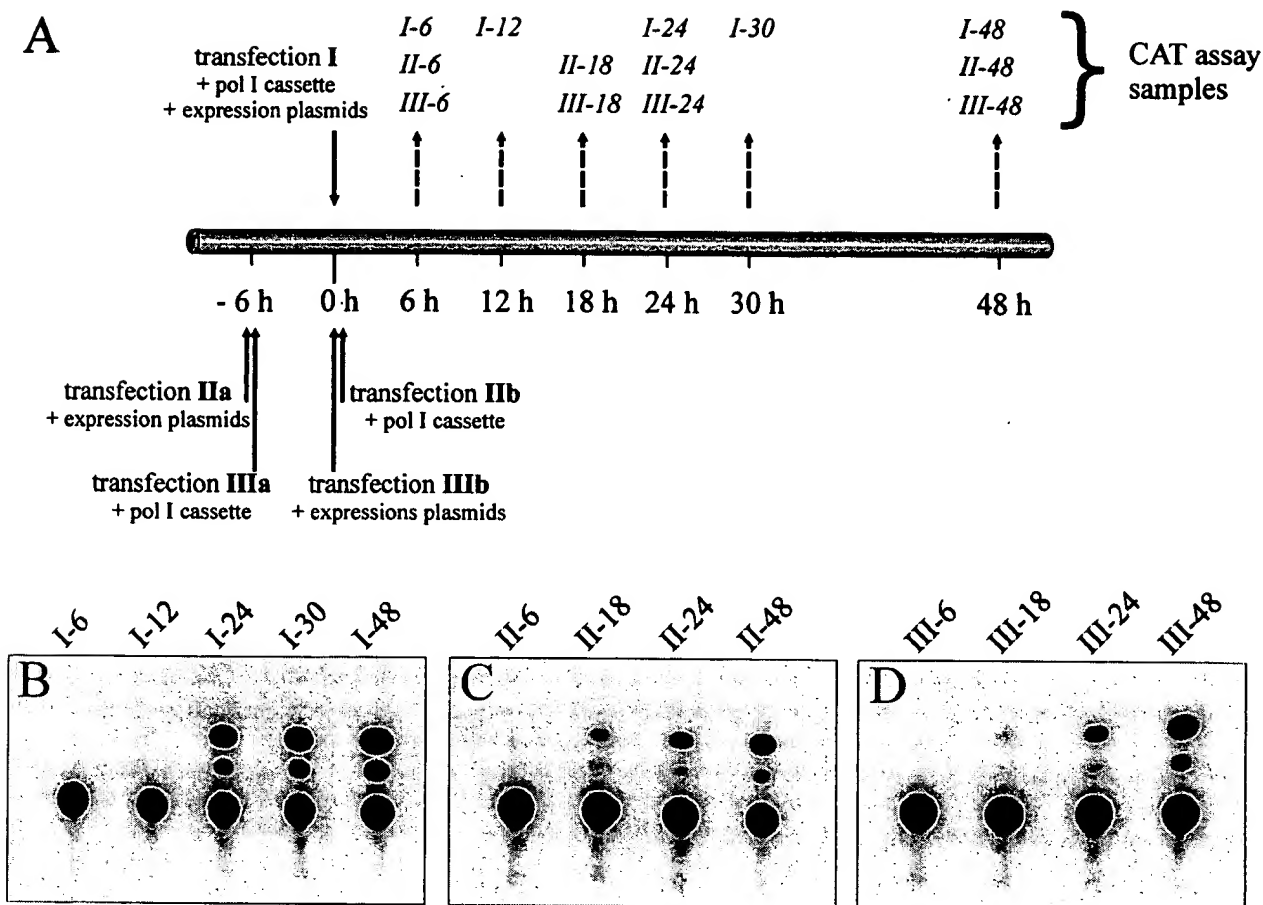 A
transfection I
+ pol I cassette
+ expression plasmids
I-6 I-12 I-24 I-30 I-48
II-6 II-18 II-24 II-48
III-6 III-18 III-24 III-48
CAT assay
samples
- 6 h 0 h 6 h 12 h 18 h 24 h 30 h 48 h
transfection IIa
+ expression plasmids
transfection IIb
+ pol I cassette
transfection IIIa
+ pol I cassette
transfection IIIb
+ expressions plasmids
I-6 I-12 I-24 I-30 I-48
B
II-6 II-18 II-24 II-48
C
III-6 III-18 III-24 III-48
D